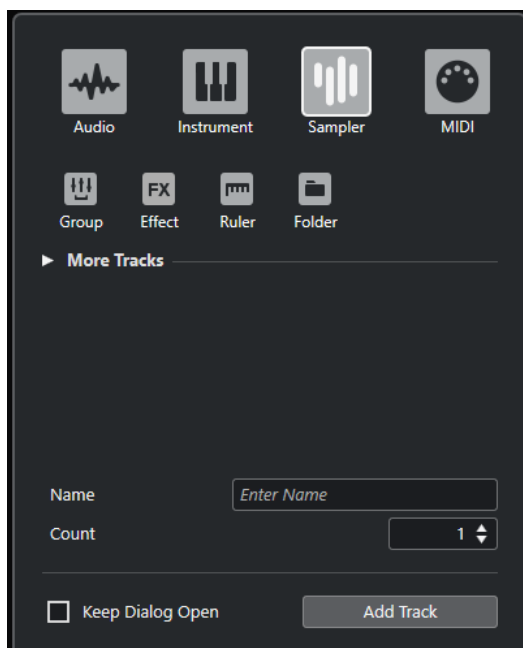 Audio Instrument Sampler MIDI
FX
Group Effect Ruler Folder
More Tracks
Name Enter Name
Count 1
Keep Dialog Open Add Track